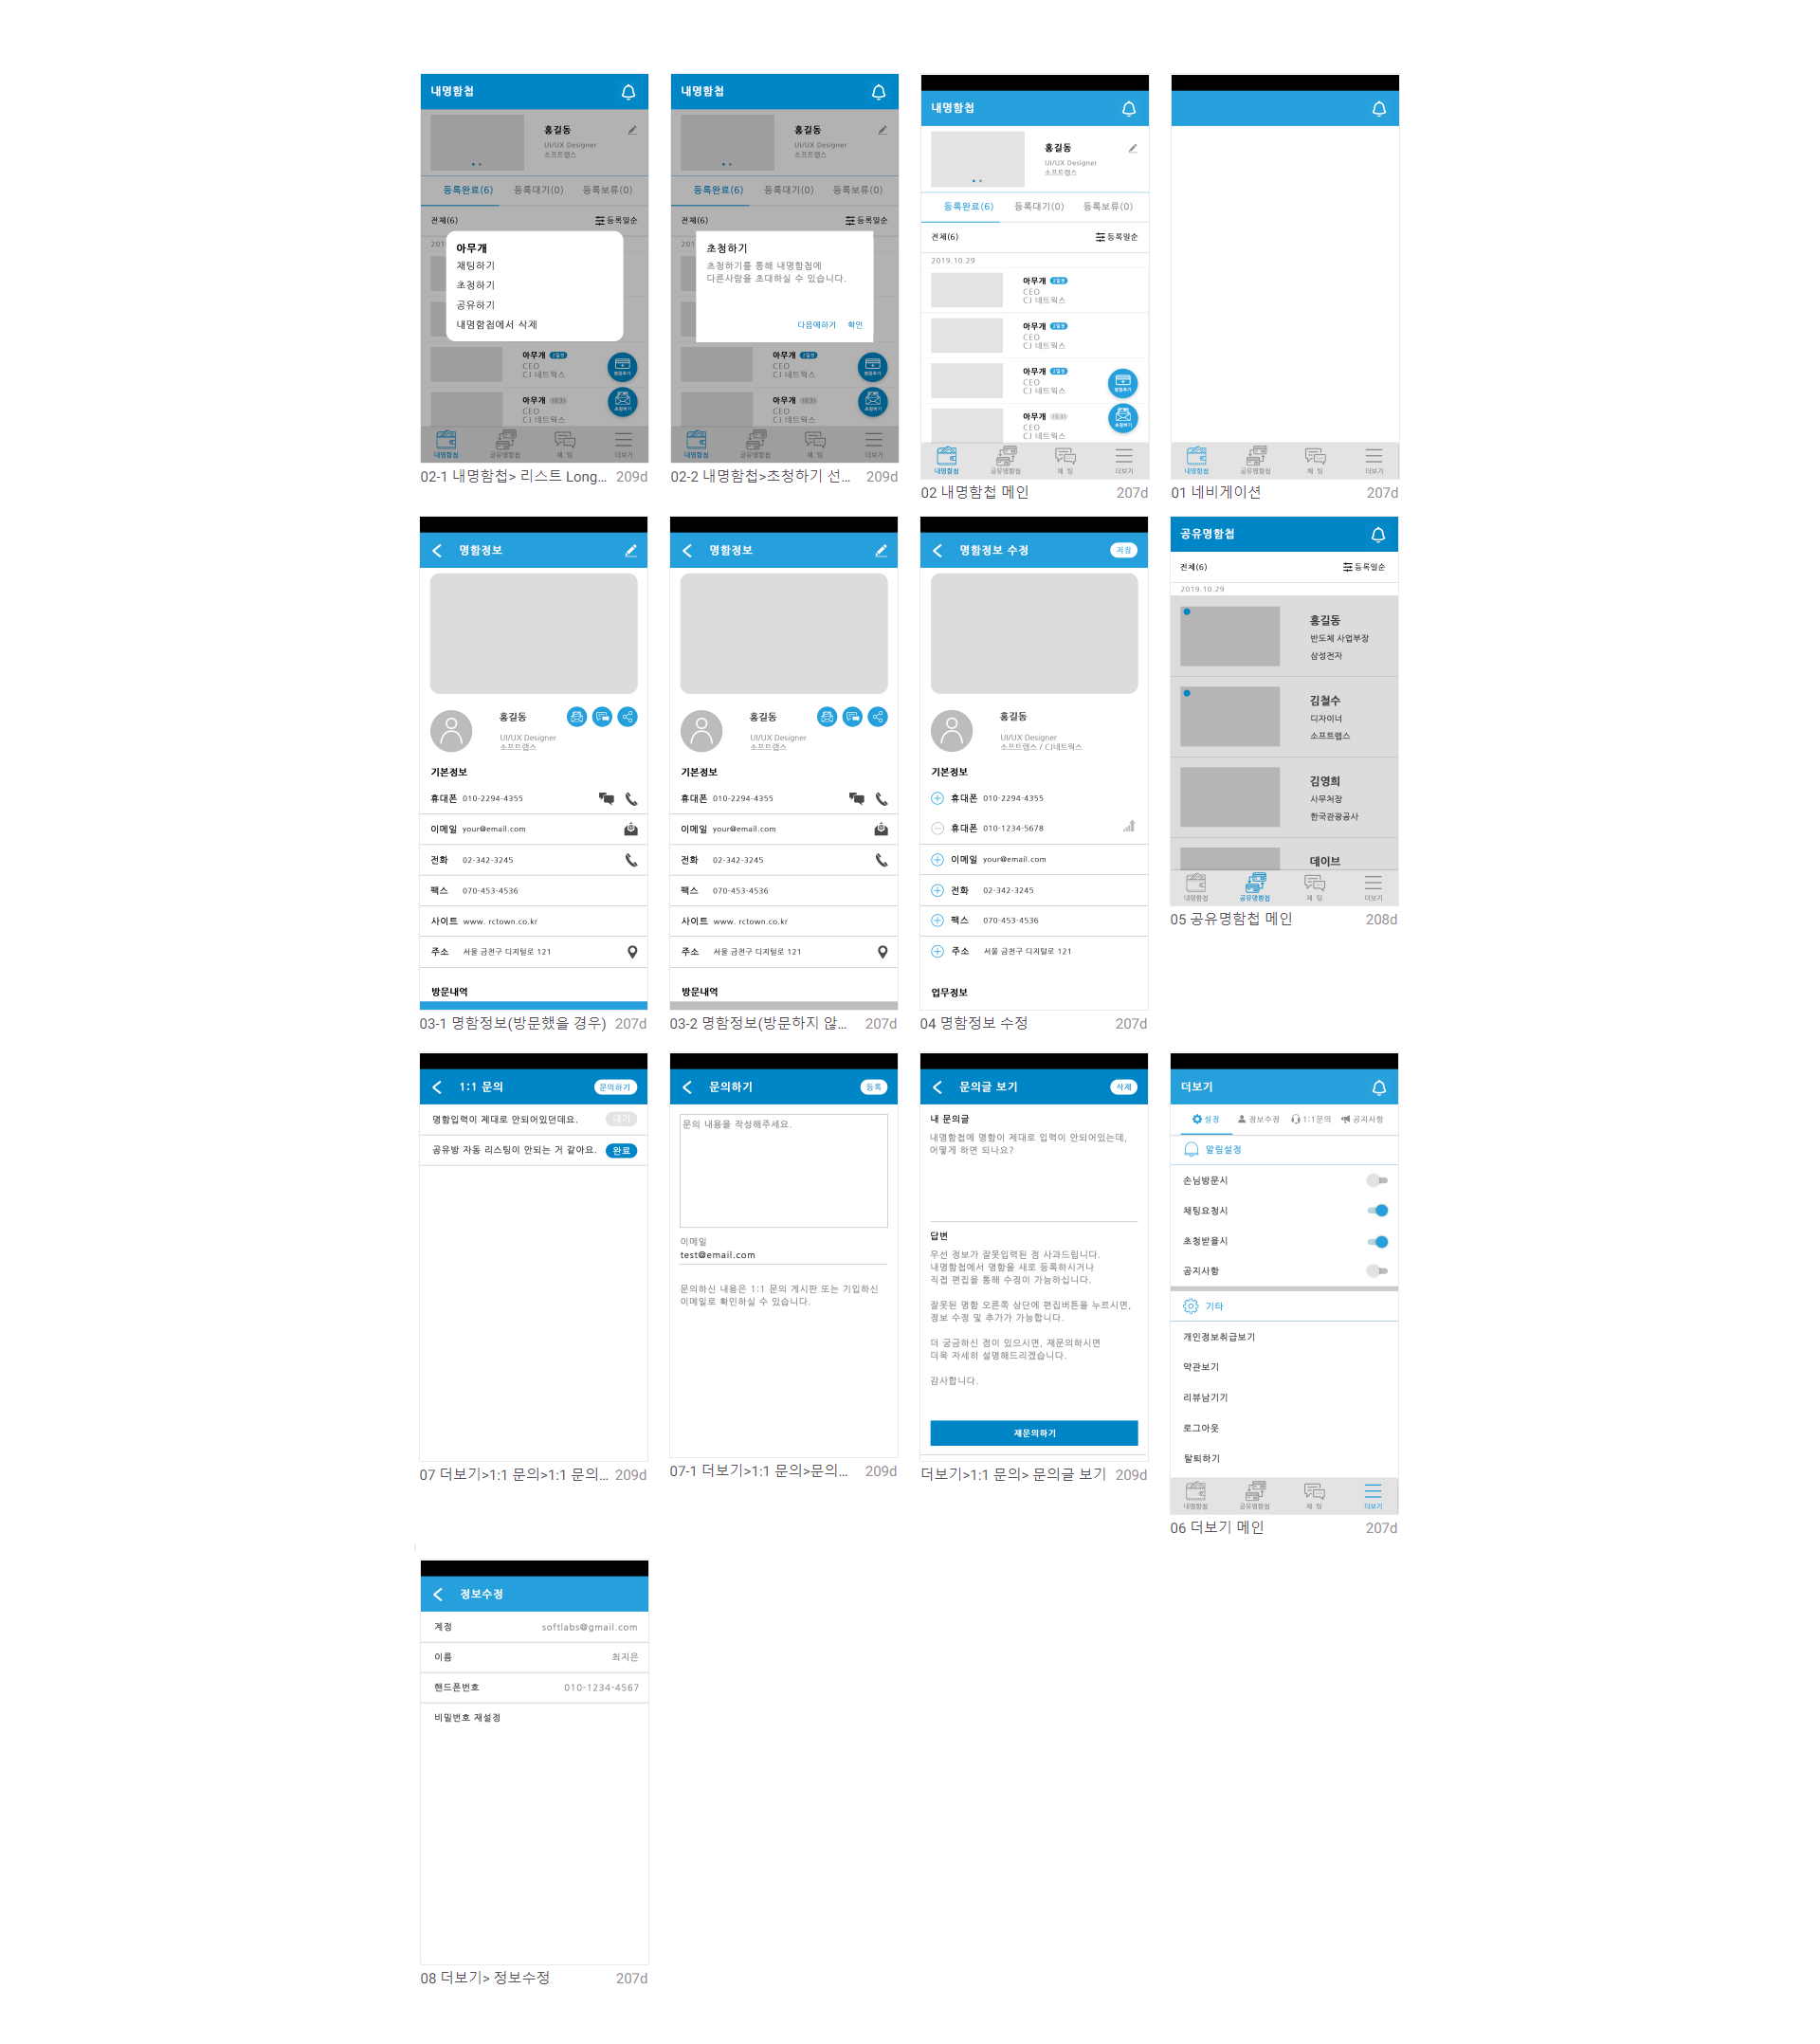 내명함첩
홍길동
UI/UX Designer
소프트랩스
등록완료(6) 등록대기(0) 등록보류(0)
전체(6) 등록일순
201
아무개
채팅하기
초청하기
공유하기
내명함첩에서 삭제
아무개 2일전
CEO
CJ 네트웍스
명함추가
아무개 10.31
CEO
CJ 네트웍스
초청하기
내명함첩 공유명함첩 채 팅 더보기
02-1 내명함첩> 리스트 Long... 209d
내명함첩
홍길동
UI/UX Designer
소프트랩스
등록완료(6) 등록대기(0) 등록보류(0)
전체(6) 등록일순
201
초청하기
초청하기를 통해 내명함첩에
다른사람을 초대하실 수 있습니다.
다음에하기 확인
아무개 2일전
CEO
CJ 네트웍스
명함추가
아무개 10.31
CEO
CJ 네트웍스
초청하기
내명함첩 공유명함첩 채 팅 더보기
02-2 내명함첩>초청하기 선... 209d
내명함첩
홍길동
UI/UX Designer
소프트랩스
등록완료(6) 등록대기(0) 등록보류(0)
전체(6) 등록일순
2019.10.29
아무개 2일전
CEO
CJ 네트웍스
아무개 2일전
CEO
CJ 네트웍스
아무개 2일전
CEO
CJ 네트웍스
명함추가
아무개 10.31
CEO
CJ 네트웍스
초청하기
내명함첩 공유명함첩 채 팅 더보기
02 내명함첩 메인 207d
내명함첩 공유명함첩 채 팅 더보기
01 네비게이션 207d
명함정보
홍길동
UI/UX Designer
소프트랩스
기본정보
휴대폰 010-2294-4355
이메일 your@email.com
전화 02-342-3245
팩스 070-453-4536
사이트 www. rctown.co.kr
주소 서울 금천구 디지털로 121
방문내역
03-1 명함정보(방문했을 경우) 207d
명함정보
홍길동
UI/UX Designer
소프트랩스
기본정보
휴대폰 010-2294-4355
이메일 your@email.com
전화 02-342-3245
팩스 070-453-4536
사이트 www. rctown.co.kr
주소 서울 금천구 디지털로 121
방문내역
03-2 명함정보(방문하지 않... 207d
명함정보 수정 저장
홍길동
UI/UX Designer
소프트랩스 / CJ네트웍스
기본정보
휴대폰 010-2294-4355
휴대폰 010-1234-5678
이메일 your@email.com
전화 02-342-3245
팩스 070-453-4536
주소 서울 금천구 디지털로 121
업무정보
04 명함정보 수정 207d
공유명함첩
전체(6) 등록일순
2019.10.29
홍길동
반도체 사업부장
삼성전자
김철수
디자이너
소프트랩스
김영희
사무처장
한국관광공사
데이브
내명함첩 공유명함첩 채 팅 더보기
05 공유명함첩 메인 208d
1:1 문의 문의하기
명함입력이 제대로 안되어있던데요. 대기
공유방 자동 리스팅이 안되는 거 같아요. 완료
07 더보기>1:1 문의>1:1 문의... 209d
문의하기 등록
문의 내용을 작성해주세요.
이메일
test@email.com
문의하신 내용은 1:1 문의 게시판 또는 기입하신
이메일로 확인하실 수 있습니다.
07-1 더보기>1:1 문의>문의... 209d
문의글 보기 삭제
내 문의글
내명함첩에 명함이 제대로 입력이 안되어있는데,
어떻게 하면 되나요?
답변
우선 정보가 잘못입력된 점 사과드립니다.
내명함첩에서 명함을 새로 등록하시거나
직접 편집을 통해 수정이 가능하십니다.
잘못된 명함 오른쪽 상단에 편집버튼을 누르시면,
정보 수정 및 추가가 가능합니다.
더 궁금하신 점이 있으시면, 재문의하시면
더욱 자세히 설명해드리겠습니다.
감사합니다.
재문의하기
더보기>1:1 문의> 문의글 보기 209d
더보기
설정 정보수정 1:1문의 공지사항
알림설정
손님방문시
채팅요청시
초청받을시
공지사항
기타
개인정보취급보기
약관보기
리뷰남기기
로그아웃
탈퇴하기
내명함첩 공유명함첩 채 팅 더보기
06 더보기 메인 207d
정보수정
계정 softlabs@gmail.com
이름 최지은
핸드폰번호 010-1234-4567
비밀번호 재설정
08 더보기> 정보수정 207d